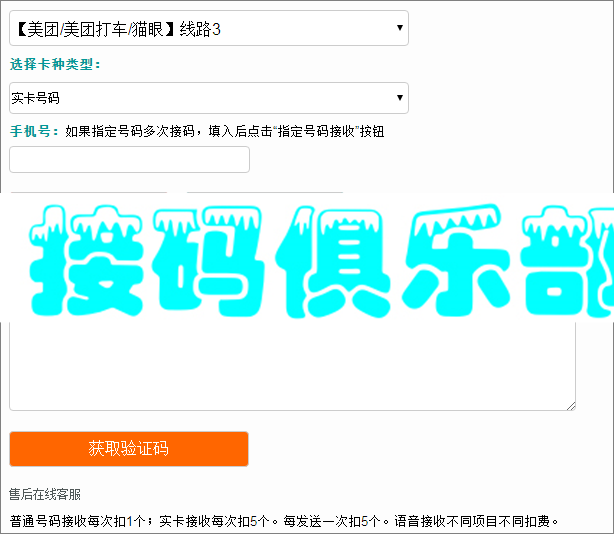 【美团/美团打车/猫眼】线路3
选择卡种类型：
实卡号码
手机号：如果指定号码多次接码，填入后点击“指定号码接收”按钮
接码俱乐部
获取验证码
售后在线客服
普通号码接收每次扣1个；实卡接收每次扣5个。每发送一次扣5个。语音接收不同项目不同扣费。